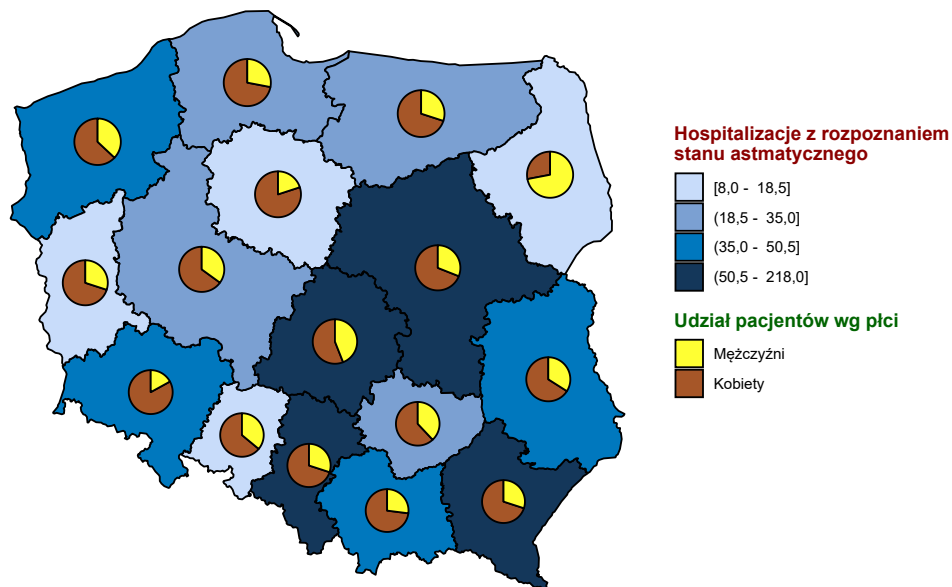 Hospitalizacje z rozpoznaniem
stanu astmatycznego
[8,0 - 18,5]
(18,5 - 35,0]
(35,0 - 50,5]
(50,5 - 218,0]
Udział pacjentów wg płci
Mężczyźni
Kobiety